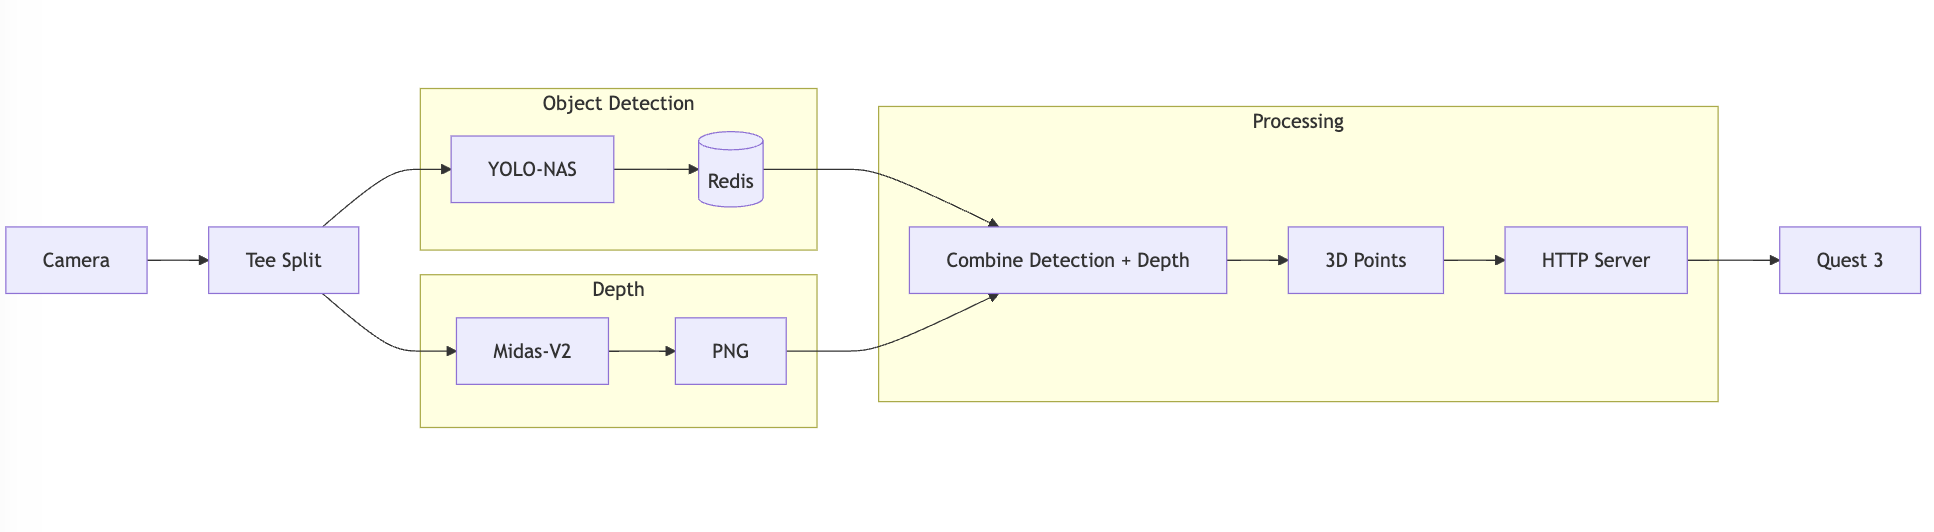 Camera
Tee Split
Object Detection
YOLO-NAS
Redis
Depth
Midas-V2
PNG
Processing
Combine Detection + Depth
3D Points
HTTP Server
Quest 3